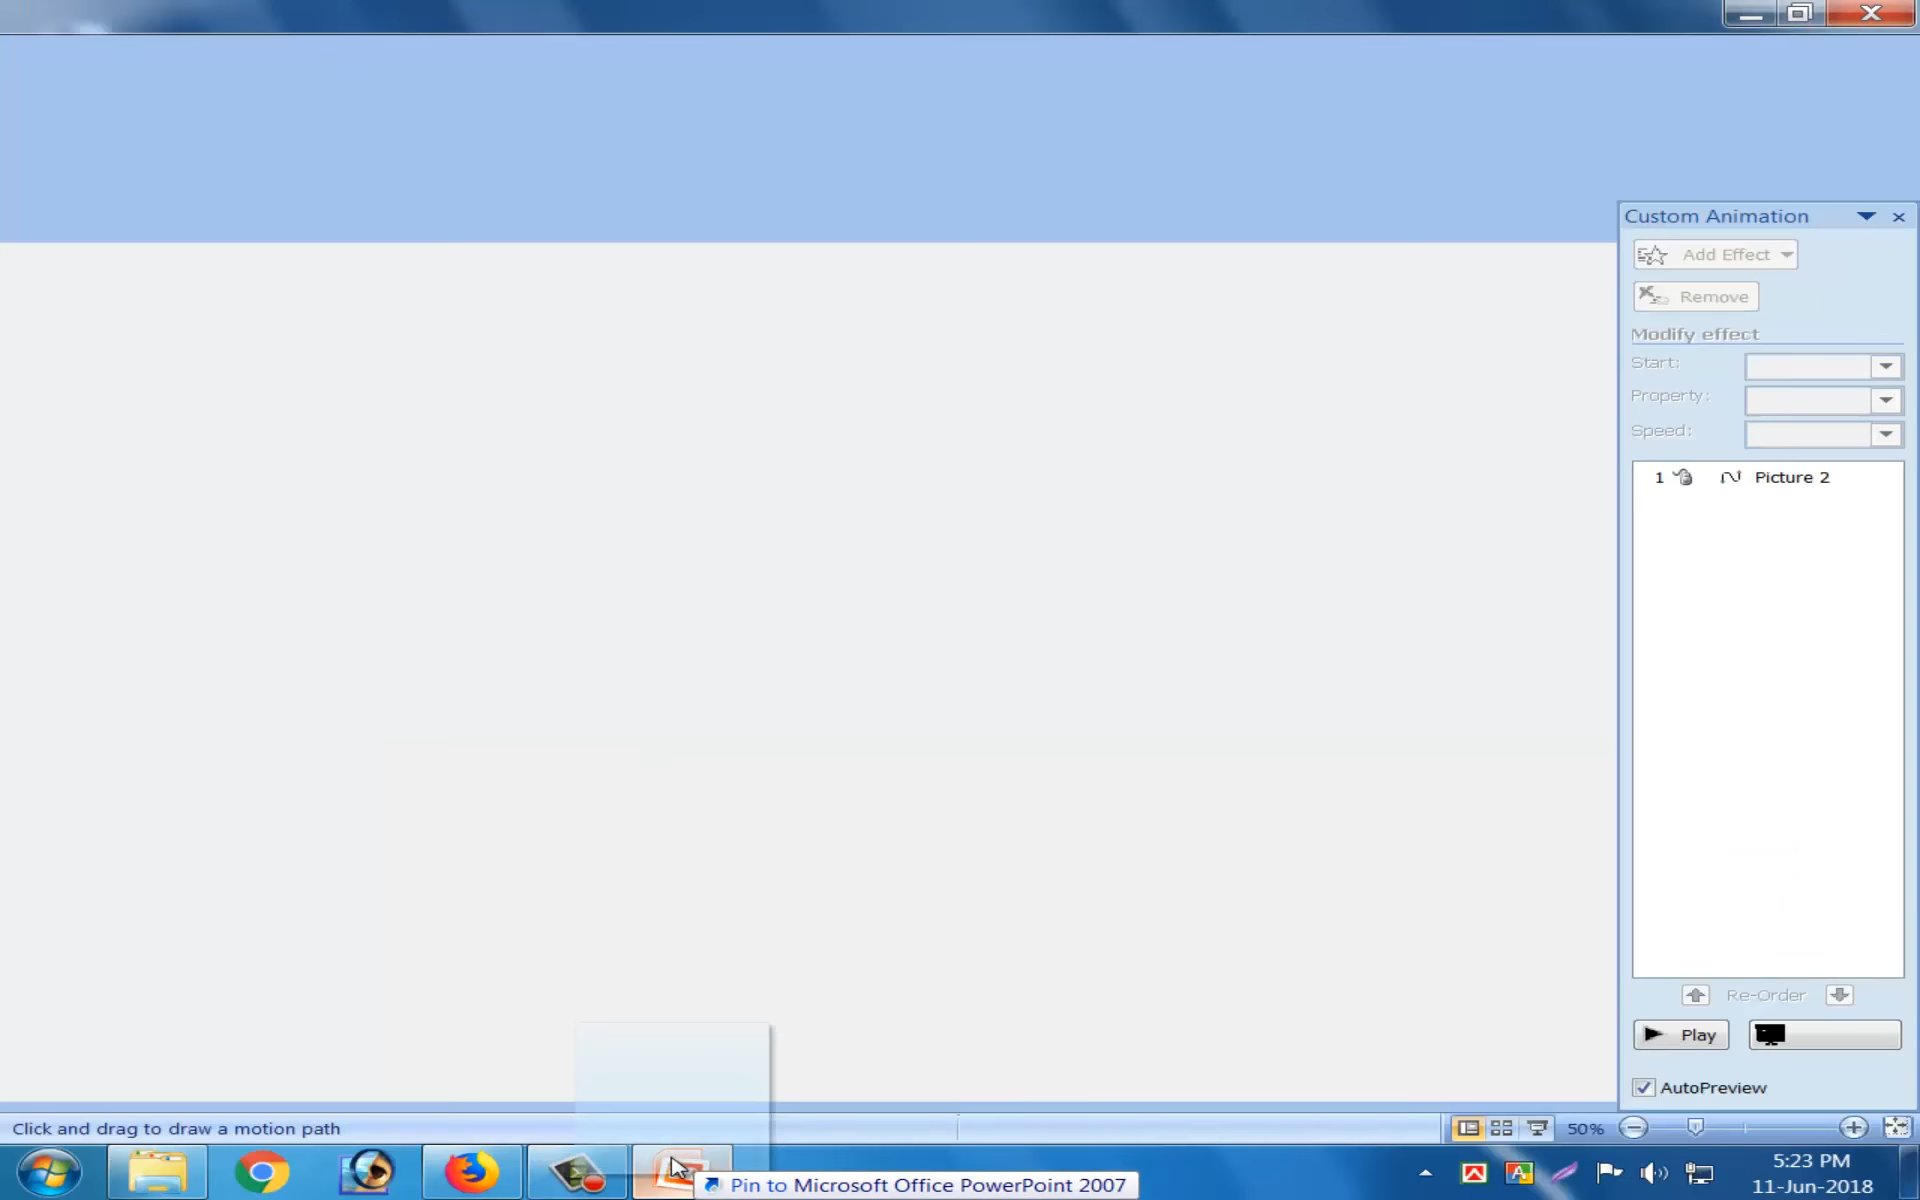 Custom Animation
Add Effect
Remove
Modify effect
Start:
Property:
Speed:
1 Picture 2
Re-Order
Play
AutoPreview
Click and drag to draw a motion path
50%
Pin to Microsoft Office PowerPoint 2007
A
5:23 PM
11-Jun-2018